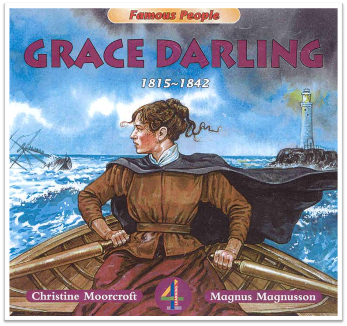 Famous People
GRACE DARLING
1815~1842
Christine Moorcroft 4 Magnus Magnusson